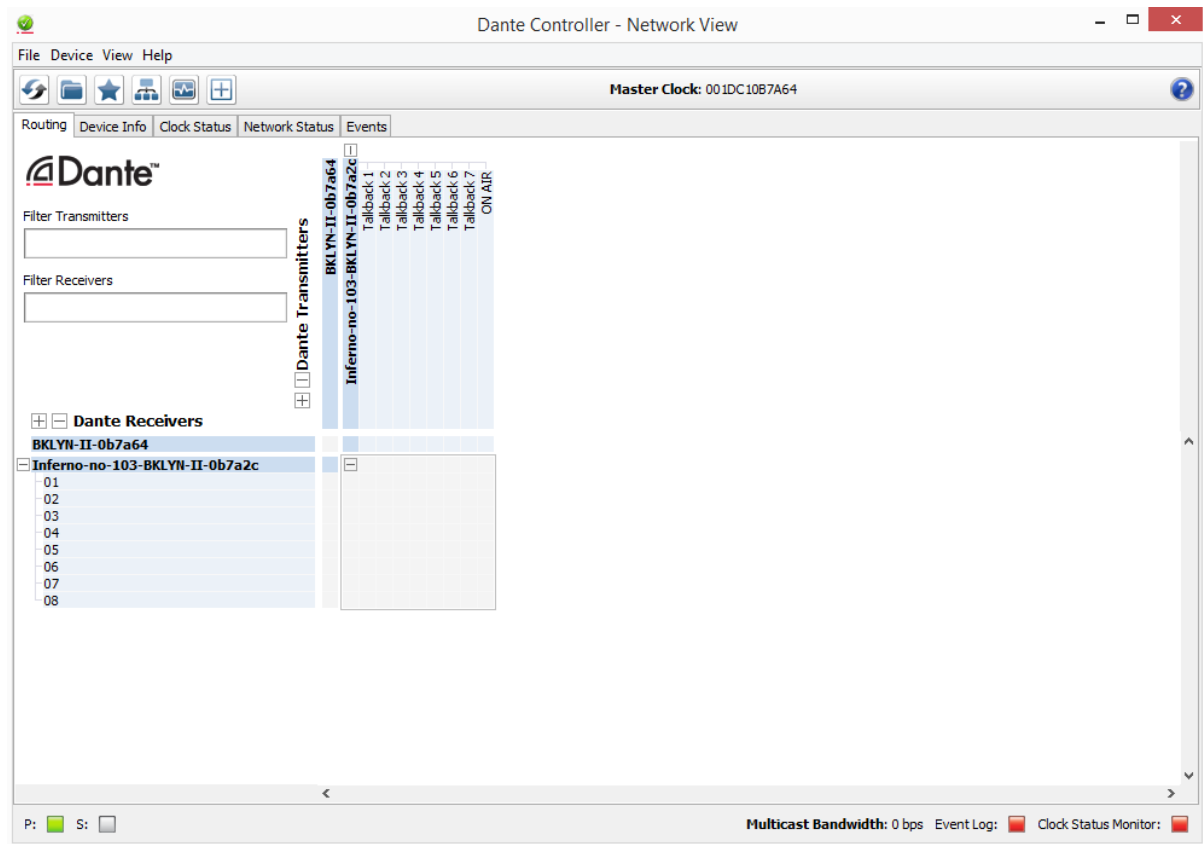 Dante Controller - Network View
File Device View Help
Master Clock: 001DC10B7A64
Routing Device Info Clock Status Network Status Events
Dante™
Filter Transmitters
Filter Receivers
Dante Transmitters
BKLYN-II-0b7a64
Inferno-no-103-BKLYN-II-0b7a2c
Talkback 1
Talkback 2
Talkback 3
Talkback 4
Talkback 5
Talkback 6
Talkback 7
ON AIR
Dante Receivers
BKLYN-II-0b7a64
Inferno-no-103-BKLYN-II-0b7a2c
01
02
03
04
05
06
07
08
P: S: Multicast Bandwidth: 0 bps Event Log: Clock Status Monitor: